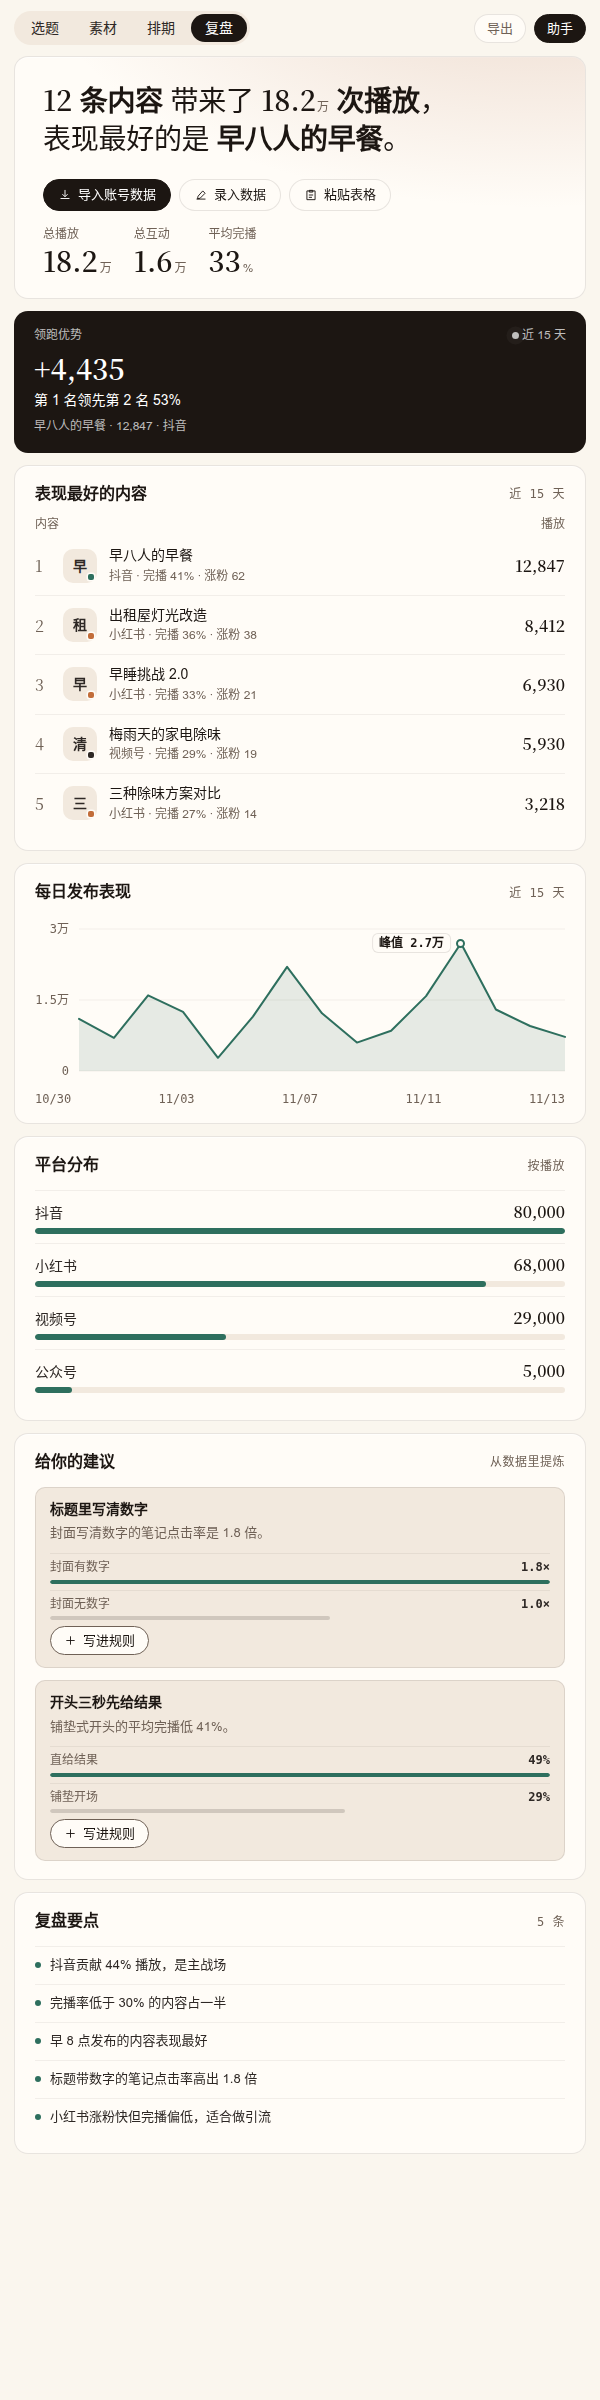 选题 素材 排期 复盘 导出 助手
12 条内容 带来了 18.2万 次播放，
表现最好的是 早八人的早餐。
导入账号数据 录入数据 粘贴表格
总播放 总互动 平均完播
18.2万 1.6万 33%
领跑优势 近 15 天
+4,435
第 1 名领先第 2 名 53%
早八人的早餐 · 12,847 · 抖音
表现最好的内容 近 15 天
内容 播放
1 早 早八人的早餐 12,847
抖音 · 完播 41% · 涨粉 62
2 租 出租屋灯光改造 8,412
小红书 · 完播 36% · 涨粉 38
3 早 早睡挑战 2.0 6,930
小红书 · 完播 33% · 涨粉 21
4 清 梅雨天的家电除味 5,930
视频号 · 完播 29% · 涨粉 19
5 三 三种除味方案对比 3,218
小红书 · 完播 27% · 涨粉 14
每日发布表现 近 15 天
3万
峰值 2.7万
1.5万
0
10/30 11/03 11/07 11/11 11/13
平台分布 按播放
抖音 80,000
小红书 68,000
视频号 29,000
公众号 5,000
给你的建议 从数据里提炼
标题里写清数字
封面写清数字的笔记点击率是 1.8 倍。
封面有数字 1.8×
封面无数字 1.0×
＋ 写进规则
开头三秒先给结果
铺垫式开头的平均完播低 41%。
直给结果 49%
铺垫开场 29%
＋ 写进规则
复盘要点 5 条
抖音贡献 44% 播放，是主战场
完播率低于 30% 的内容占一半
早 8 点发布的内容表现最好
标题带数字的笔记点击率高出 1.8 倍
小红书涨粉快但完播偏低，适合做引流